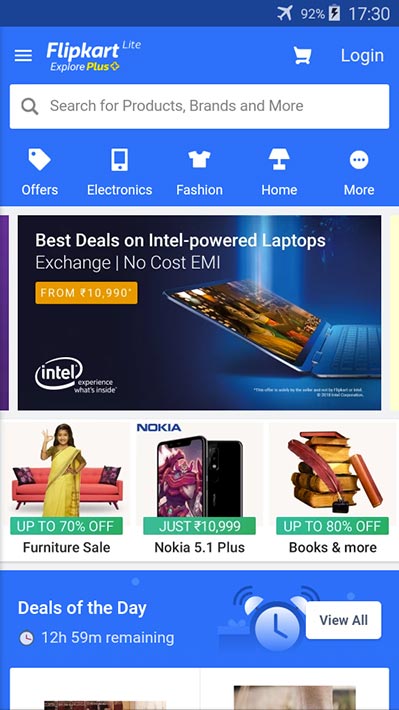 92% 17:30
Flipkart Lite
Explore Plus
Login
Search for Products, Brands and More
Offers Electronics Fashion Home More
Best Deals on Intel-powered Laptops
Exchange | No Cost EMI
FROM ₹10,990*
intel experience what's inside™
*This offer is solely by the seller and not by Flipkart or Intel.
© 2018 Intel Corporation.
NOKIA
UP TO 70% OFF JUST ₹10,999 UP TO 80% OFF
Furniture Sale Nokia 5.1 Plus Books & more
Deals of the Day
12h 59m remaining
View All